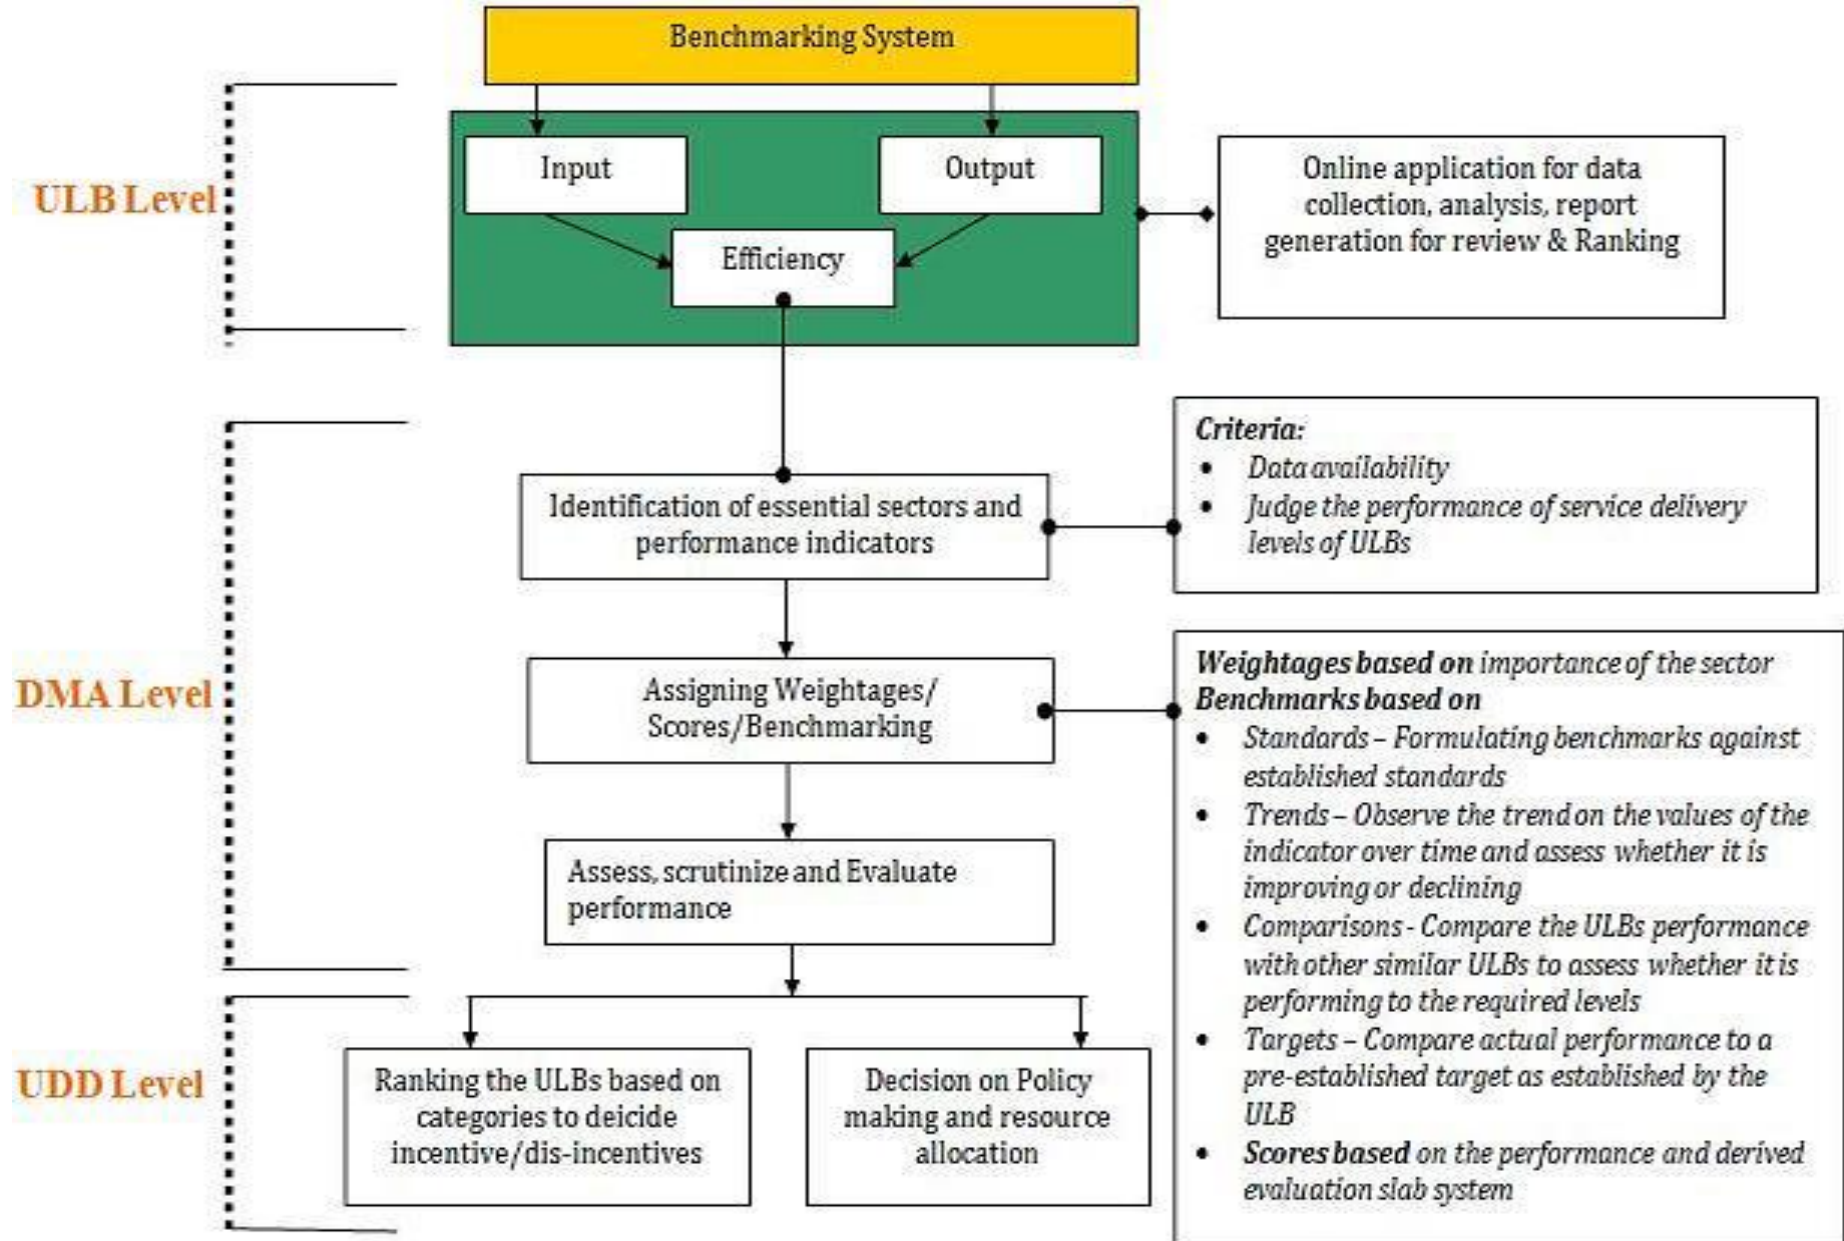 Benchmarking System
ULB Level
Input
Output
Efficiency
Online application for data
collection, analysis, report
generation for review & Ranking
DMA Level
Identification of essential sectors and
performance indicators
Criteria:
• Data availability
• Judge the performance of service delivery
levels of ULBs
Assigning Weightages/
Scores/Benchmarking
Weightages based on importance of the sector
Benchmarks based on
• Standards – Formulating benchmarks against
established standards
• Trends – Observe the trend on the values of the
indicator over time and assess whether it is
improving or declining
• Comparisons - Compare the ULBs performance
with other similar ULBs to assess whether it is
performing to the required levels
• Targets – Compare actual performance to a
pre-established target as established by the
ULB
• Scores based on the performance and derived
evaluation slab system
Assess, scrutinize and Evaluate
performance
UDD Level
Ranking the ULBs based on
categories to deicide
incentive/dis-incentives
Decision on Policy
making and resource
allocation